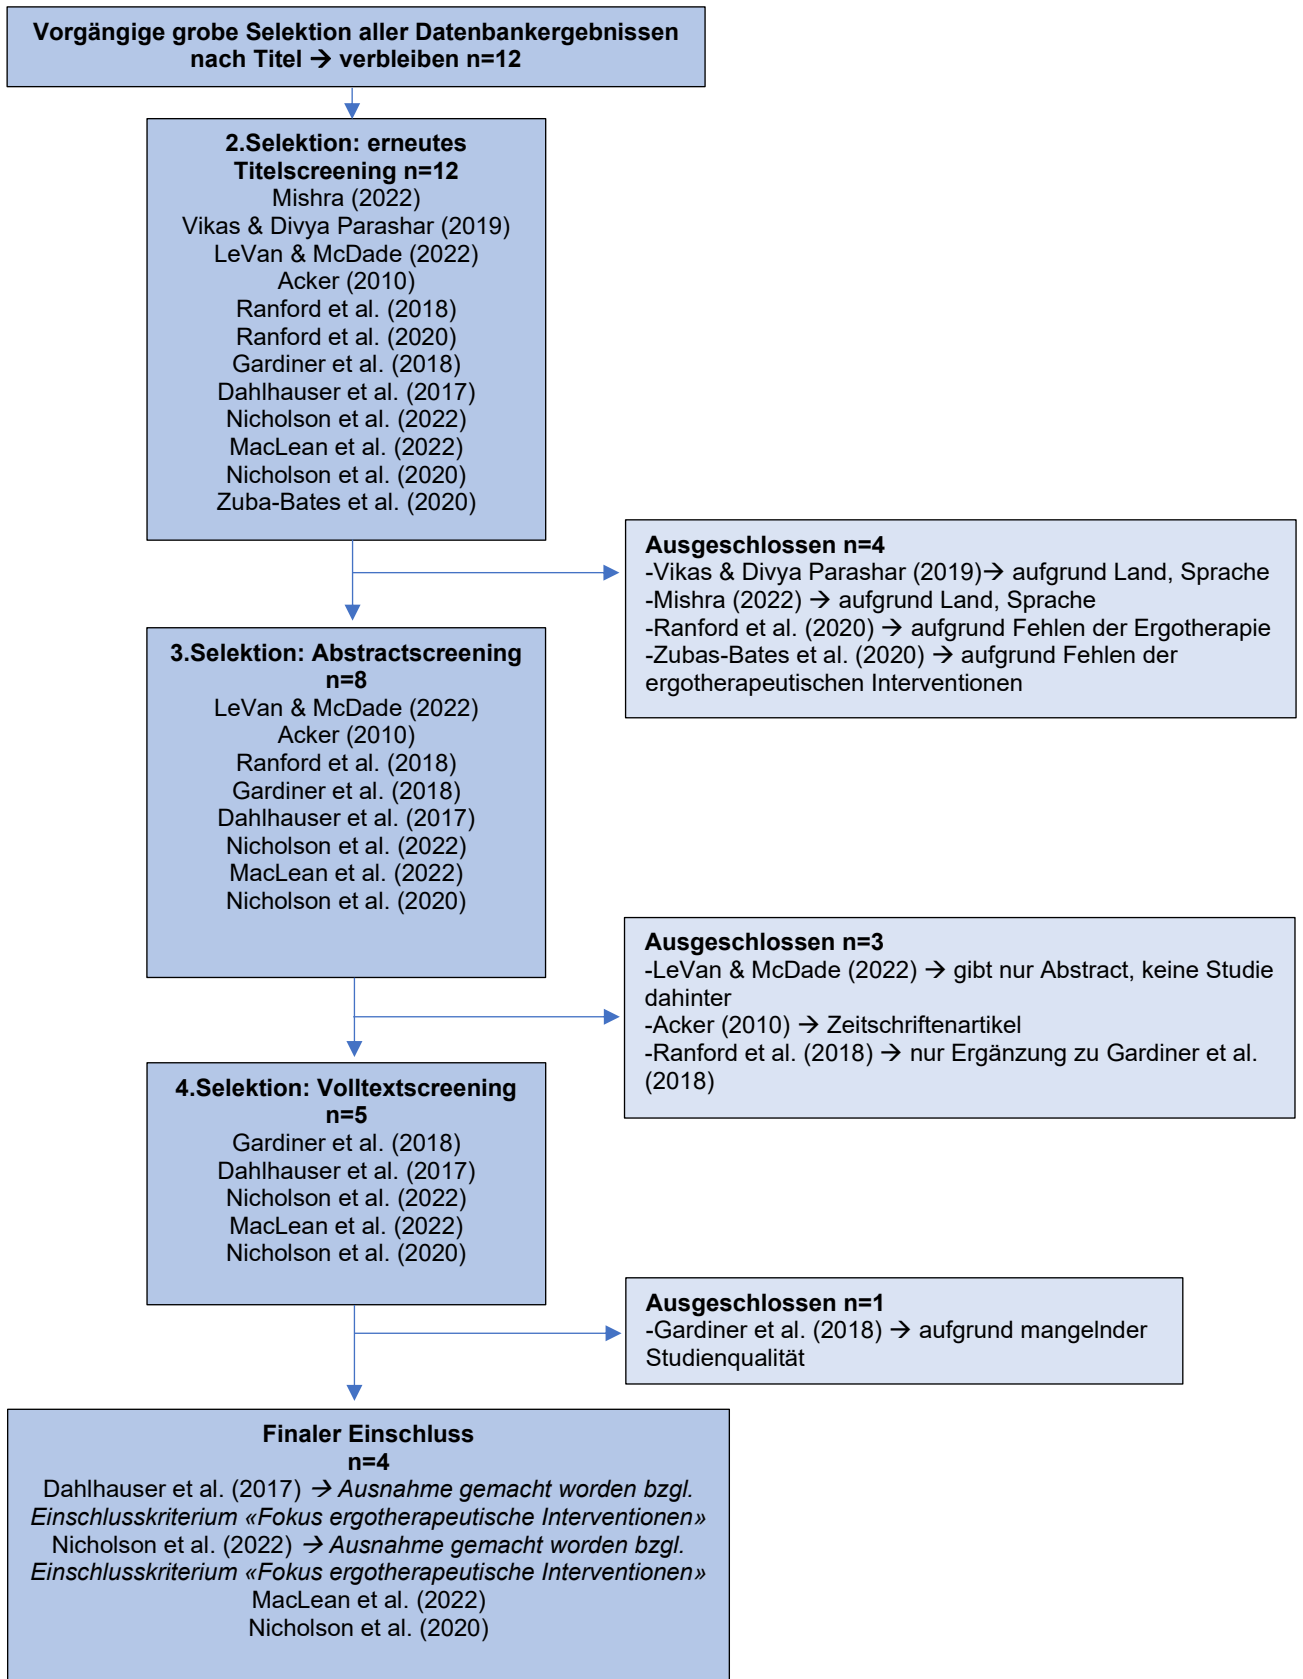 Vorgängige grobe Selektion aller Datenbankergebnissen
nach Titel → verbleiben n=12
2.Selektion: erneutes
Titelscreening n=12
Mishra (2022)
Vikas & Divya Parashar (2019)
LeVan & McDade (2022)
Acker (2010)
Ranford et al. (2018)
Ranford et al. (2020)
Gardiner et al. (2018)
Dahlhauser et al. (2017)
Nicholson et al. (2022)
MacLean et al. (2022)
Nicholson et al. (2020)
Zuba-Bates et al. (2020)
Ausgeschlossen n=4
-Vikas & Divya Parashar (2019)→ aufgrund Land, Sprache
-Mishra (2022) → aufgrund Land, Sprache
-Ranford et al. (2020) → aufgrund Fehlen der Ergotherapie
-Zubas-Bates et al. (2020) → aufgrund Fehlen der
ergotherapeutischen Interventionen
3.Selektion: Abstractscreening
n=8
LeVan & McDade (2022)
Acker (2010)
Ranford et al. (2018)
Gardiner et al. (2018)
Dahlhauser et al. (2017)
Nicholson et al. (2022)
MacLean et al. (2022)
Nicholson et al. (2020)
Ausgeschlossen n=3
-LeVan & McDade (2022) → gibt nur Abstract, keine Studie
dahinter
-Acker (2010) → Zeitschriftenartikel
-Ranford et al. (2018) → nur Ergänzung zu Gardiner et al.
(2018)
4.Selektion: Volltextscreening
n=5
Gardiner et al. (2018)
Dahlhauser et al. (2017)
Nicholson et al. (2022)
MacLean et al. (2022)
Nicholson et al. (2020)
Ausgeschlossen n=1
-Gardiner et al. (2018) → aufgrund mangelnder
Studienqualität
Finaler Einschluss
n=4
Dahlhauser et al. (2017) → Ausnahme gemacht worden bzgl.
Einschlusskriterium «Fokus ergotherapeutische Interventionen»
Nicholson et al. (2022) → Ausnahme gemacht worden bzgl.
Einschlusskriterium «Fokus ergotherapeutische Interventionen»
MacLean et al. (2022)
Nicholson et al. (2020)